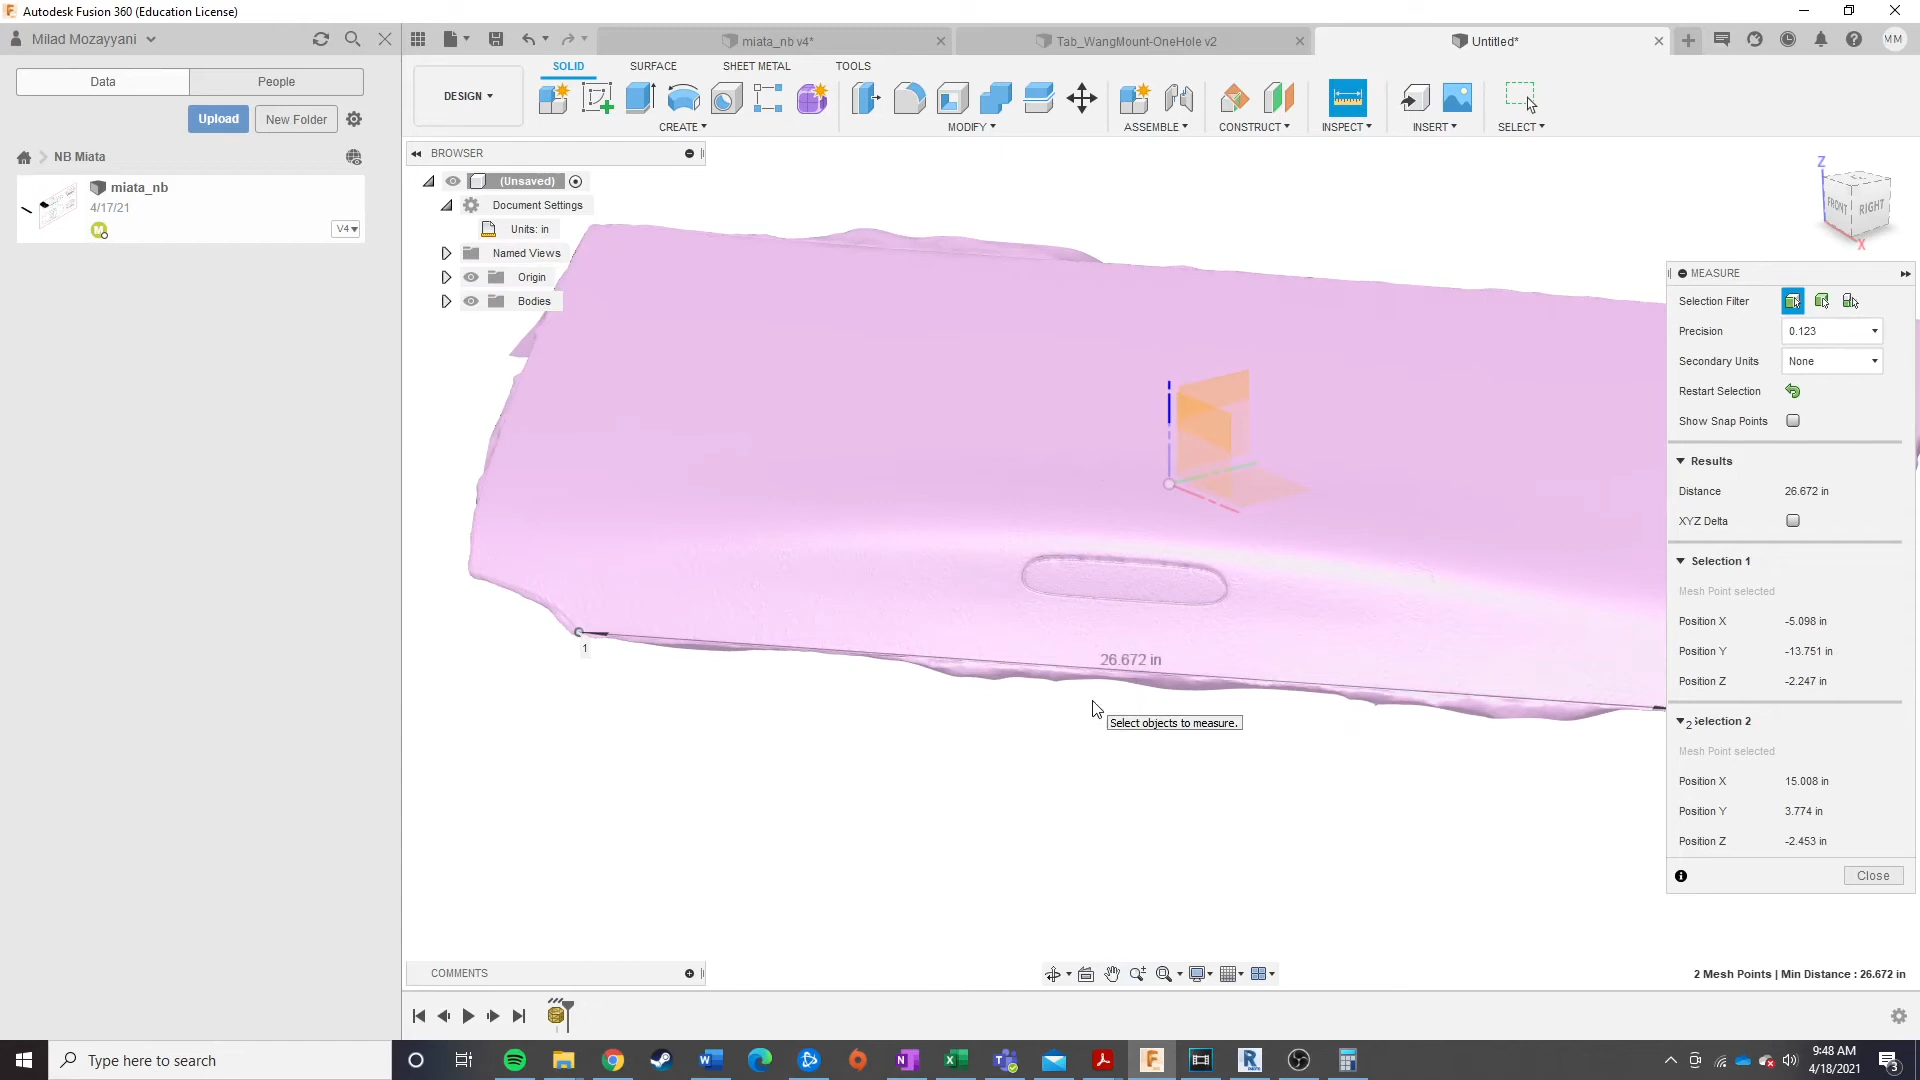 Autodesk Fusion 360 (Education License)
Milad Mozayyani
miata_nb v4*
Tab_WangMount-OneHole v2
Untitled*
MM
Data
People
Upload
New Folder
NB Miata
miata_nb
4/17/21
V4
DESIGN
SOLID
SURFACE
SHEET METAL
TOOLS
CREATE
MODIFY
ASSEMBLE
CONSTRUCT
INSPECT
INSERT
SELECT
BROWSER
(Unsaved)
Document Settings
Units: in
Named Views
Origin
Bodies
Z
FRONT
RIGHT
X
1
26.672 in
Select objects to measure.
MEASURE
Selection Filter
Precision 0.123
Secondary Units None
Restart Selection
Show Snap Points
Results
Distance 26.672 in
XYZ Delta
Selection 1
Mesh Point selected
Position X -5.098 in
Position Y -13.751 in
Position Z -2.247 in
2
Selection 2
Mesh Point selected
Position X 15.008 in
Position Y 3.774 in
Position Z -2.453 in
Close
COMMENTS
2 Mesh Points | Min Distance : 26.672 in
Type here to search
9:48 AM
4/18/2021
3